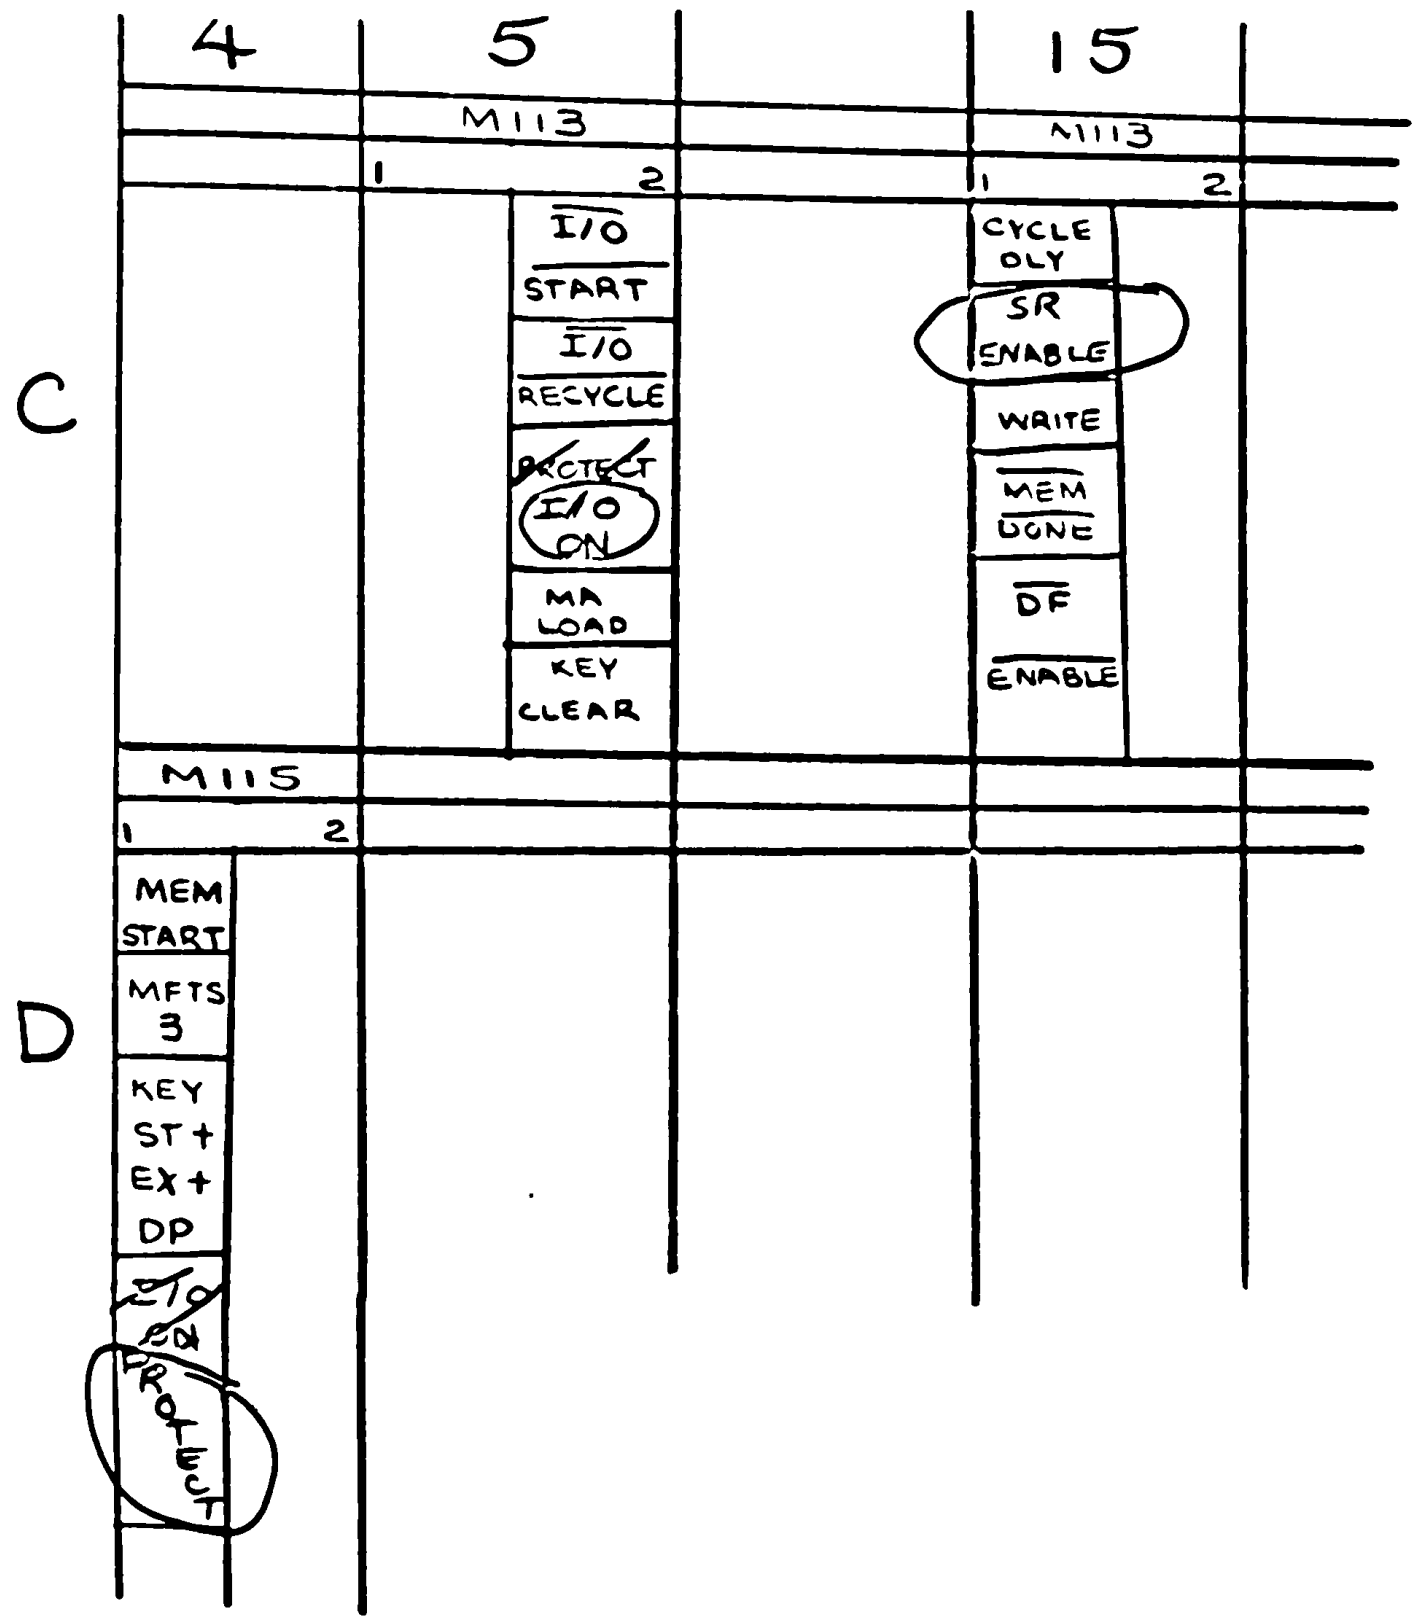 4 5 15
M113 M113
1 2 1 2
C
I/O
START
I/O
RECYCLE
PROTECT
I/O
ON
MA
LOAD
KEY
CLEAR
CYCLE
DLY
SR
ENABLE
WRITE
MEM
DONE
DF
ENABLE
M115
1 2
D
MEM
START
MFTS
3
KEY
ST +
EX +
DP
I/O
PROTECT